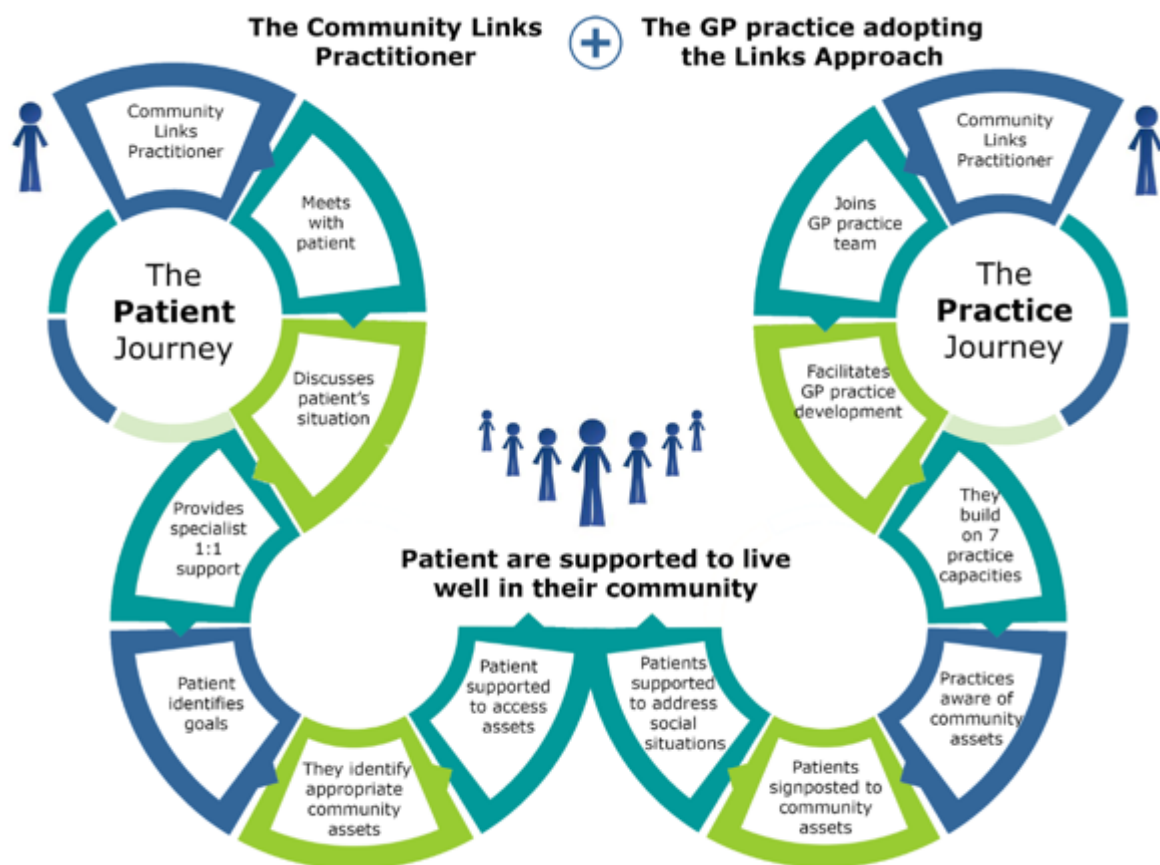 The Community Links
Practitioner
The GP practice adopting
the Links Approach
Community
Links
Practitioner
Meets
with
patient
The
Patient
Journey
Discusses
patient's
situation
Provides
specialist
1:1
support
Patient
identifies
goals
They identify
appropriate
community
assets
Patient
supported
to access
assets
Community
Links
Practitioner
Joins
GP practice
team
The
Practice
Journey
Facilitates
GP practice
development
They
build
on 7
practice
capacities
Practices
aware of
community
assets
Patients
signposted to
community
assets
Patients
supported
to address
social
situations
Patient are supported to live
well in their community